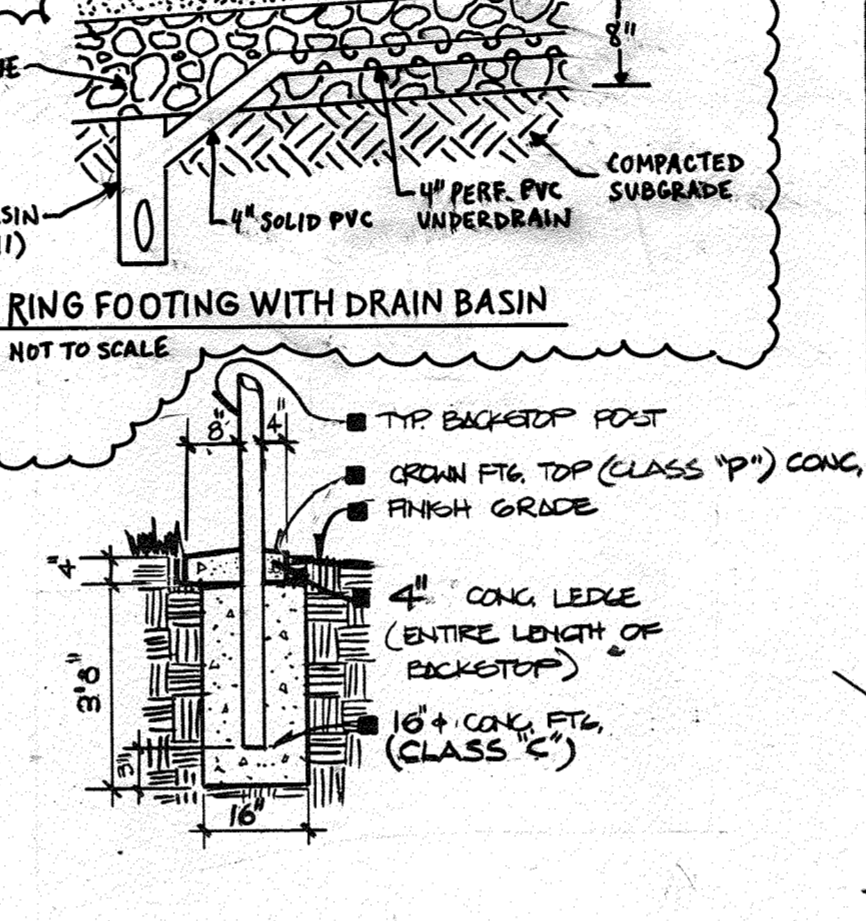 8"
COMPACTED
SUBGRADE
4" PERF. PVC
UNDERDRAIN
4" SOLID PVC
RING FOOTING WITH DRAIN BASIN
NOT TO SCALE
8" 4"
TYP. BACKSTOP POST
CROWN FTG. TOP (CLASS "P") CONC.
FINISH GRADE
4"
4" CONC. LEDGE
(ENTIRE LENGTH OF
BACKSTOP)
3'8"
16" ϕ CONC. FTG.
(CLASS "C")
3"
16"